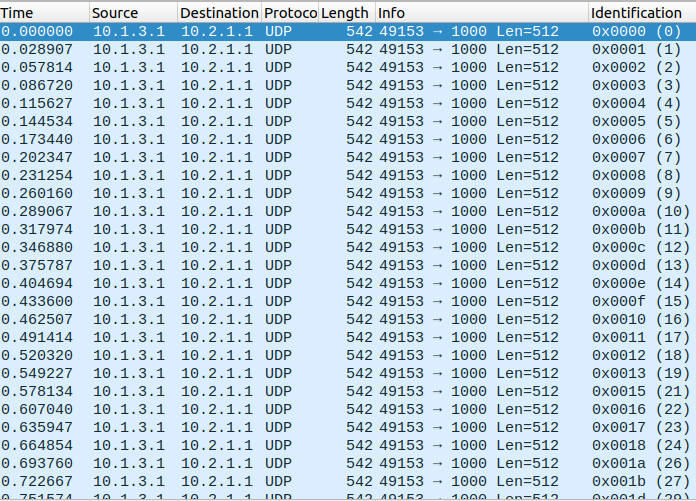 Time Source Destination Protoco Length Info Identification
0.000000 10.1.3.1 10.2.1.1 UDP 542 49153 → 1000 Len=512 0x0000 (0)
0.028907 10.1.3.1 10.2.1.1 UDP 542 49153 → 1000 Len=512 0x0001 (1)
0.057814 10.1.3.1 10.2.1.1 UDP 542 49153 → 1000 Len=512 0x0002 (2)
0.086720 10.1.3.1 10.2.1.1 UDP 542 49153 → 1000 Len=512 0x0003 (3)
0.115627 10.1.3.1 10.2.1.1 UDP 542 49153 → 1000 Len=512 0x0004 (4)
0.144534 10.1.3.1 10.2.1.1 UDP 542 49153 → 1000 Len=512 0x0005 (5)
0.173440 10.1.3.1 10.2.1.1 UDP 542 49153 → 1000 Len=512 0x0006 (6)
0.202347 10.1.3.1 10.2.1.1 UDP 542 49153 → 1000 Len=512 0x0007 (7)
0.231254 10.1.3.1 10.2.1.1 UDP 542 49153 → 1000 Len=512 0x0008 (8)
0.260160 10.1.3.1 10.2.1.1 UDP 542 49153 → 1000 Len=512 0x0009 (9)
0.289067 10.1.3.1 10.2.1.1 UDP 542 49153 → 1000 Len=512 0x000a (10)
0.317974 10.1.3.1 10.2.1.1 UDP 542 49153 → 1000 Len=512 0x000b (11)
0.346880 10.1.3.1 10.2.1.1 UDP 542 49153 → 1000 Len=512 0x000c (12)
0.375787 10.1.3.1 10.2.1.1 UDP 542 49153 → 1000 Len=512 0x000d (13)
0.404694 10.1.3.1 10.2.1.1 UDP 542 49153 → 1000 Len=512 0x000e (14)
0.433600 10.1.3.1 10.2.1.1 UDP 542 49153 → 1000 Len=512 0x000f (15)
0.462507 10.1.3.1 10.2.1.1 UDP 542 49153 → 1000 Len=512 0x0010 (16)
0.491414 10.1.3.1 10.2.1.1 UDP 542 49153 → 1000 Len=512 0x0011 (17)
0.520320 10.1.3.1 10.2.1.1 UDP 542 49153 → 1000 Len=512 0x0012 (18)
0.549227 10.1.3.1 10.2.1.1 UDP 542 49153 → 1000 Len=512 0x0013 (19)
0.578134 10.1.3.1 10.2.1.1 UDP 542 49153 → 1000 Len=512 0x0015 (21)
0.607040 10.1.3.1 10.2.1.1 UDP 542 49153 → 1000 Len=512 0x0016 (22)
0.635947 10.1.3.1 10.2.1.1 UDP 542 49153 → 1000 Len=512 0x0017 (23)
0.664854 10.1.3.1 10.2.1.1 UDP 542 49153 → 1000 Len=512 0x0018 (24)
0.693760 10.1.3.1 10.2.1.1 UDP 542 49153 → 1000 Len=512 0x001a (26)
0.722667 10.1.3.1 10.2.1.1 UDP 542 49153 → 1000 Len=512 0x001b (27)
0.751574 10.1.3.1 10.2.1.1 UDP 542 49153 → 1000 Len=512 0x001d